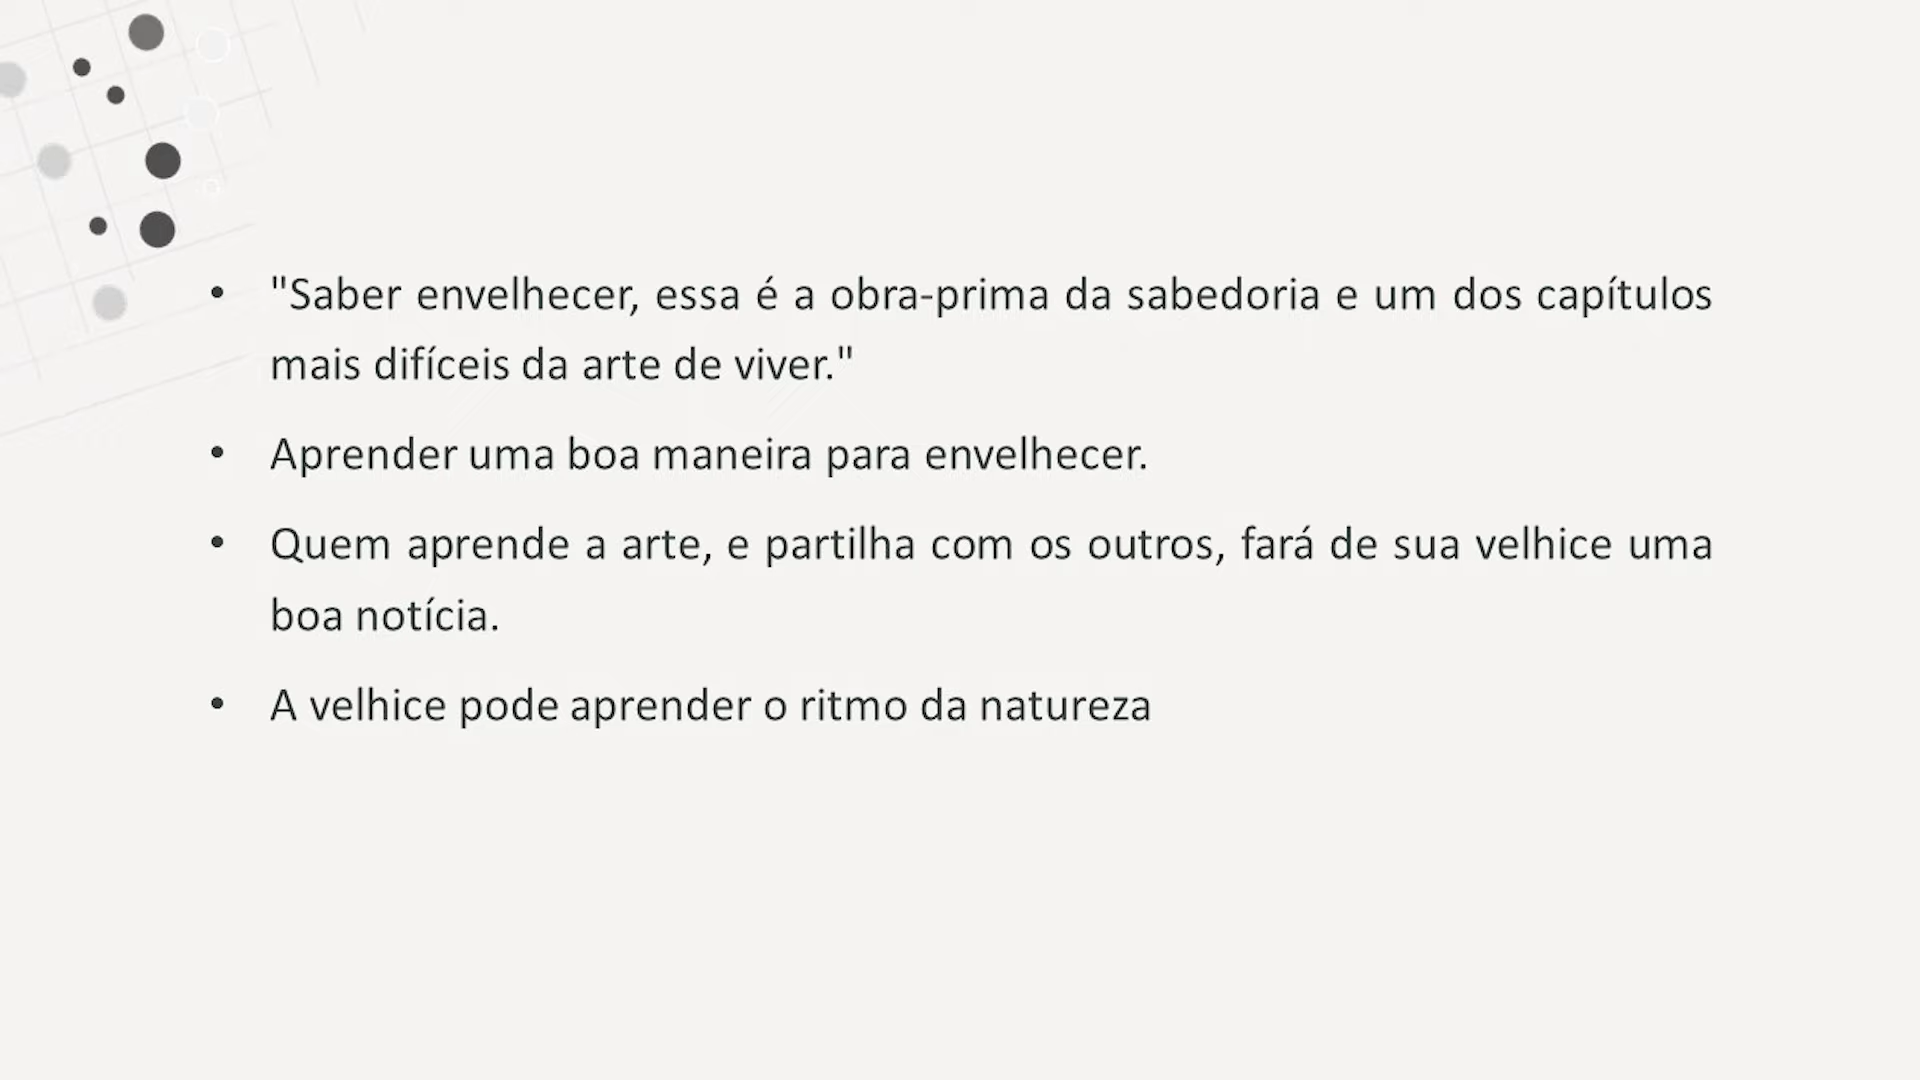 • "Saber envelhecer, essa é a obra-prima da sabedoria e um dos capítulos
mais difíceis da arte de viver."
• Aprender uma boa maneira para envelhecer.
• Quem aprende a arte, e partilha com os outros, fará de sua velhice uma
boa notícia.
• A velhice pode aprender o ritmo da natureza